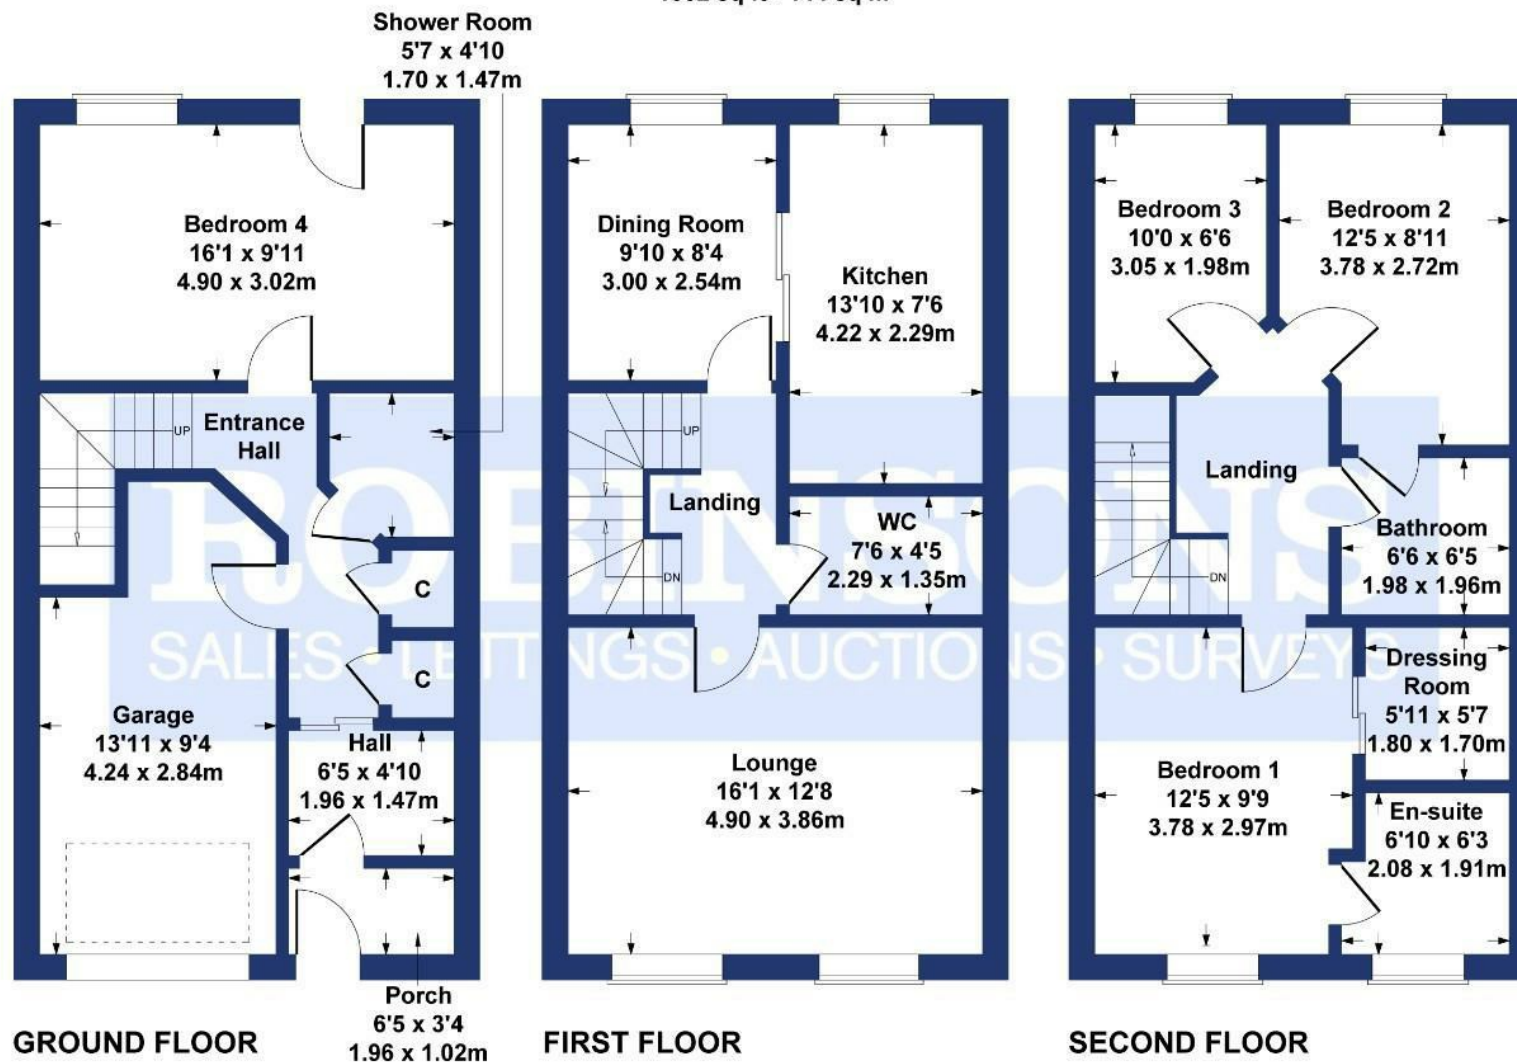 Shower Room
5'7 x 4'10
1.70 x 1.47m
Bedroom 4
16'1 x 9'11
4.90 x 3.02m
Entrance
Hall
UP
C
C
Garage
13'11 x 9'4
4.24 x 2.84m
Hall
6'5 x 4'10
1.96 x 1.47m
Porch
6'5 x 3'4
1.96 x 1.02m
GROUND FLOOR
Dining Room
9'10 x 8'4
3.00 x 2.54m
Kitchen
13'10 x 7'6
4.22 x 2.29m
UP
Landing
DN
WC
7'6 x 4'5
2.29 x 1.35m
Lounge
16'1 x 12'8
4.90 x 3.86m
FIRST FLOOR
Bedroom 3
10'0 x 6'6
3.05 x 1.98m
Bedroom 2
12'5 x 8'11
3.78 x 2.72m
Landing
DN
Bathroom
6'6 x 6'5
1.98 x 1.96m
Dressing
Room
5'11 x 5'7
1.80 x 1.70m
Bedroom 1
12'5 x 9'9
3.78 x 2.97m
En-suite
6'10 x 6'3
2.08 x 1.91m
SECOND FLOOR
ROBINSONS
SALES • LETTINGS • AUCTIONS • SURVEYS